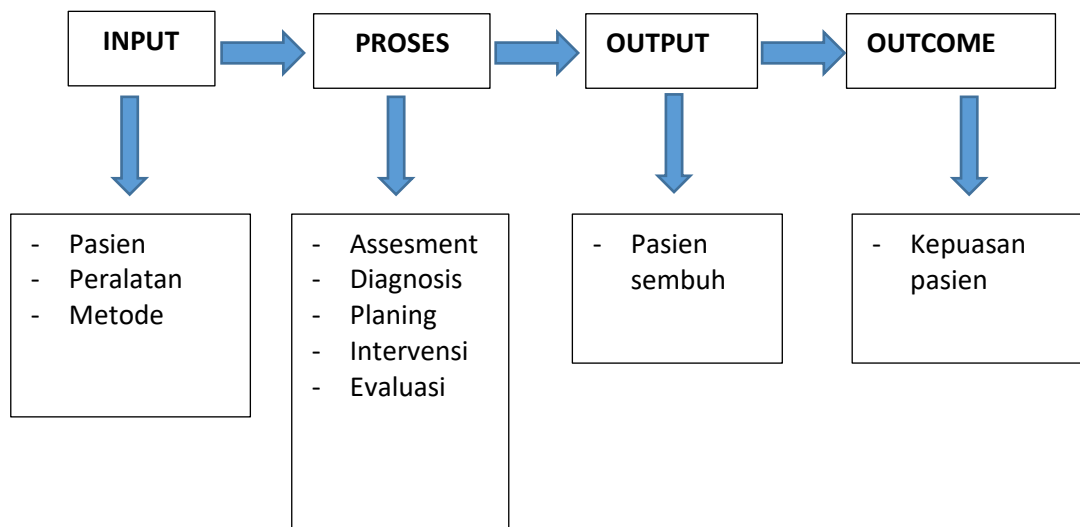 INPUT
PROSES
OUTPUT
OUTCOME
- Pasien
- Peralatan
- Metode
- Assesment
- Diagnosis
- Planing
- Intervensi
- Evaluasi
- Pasien
sembuh
- Kepuasan
pasien